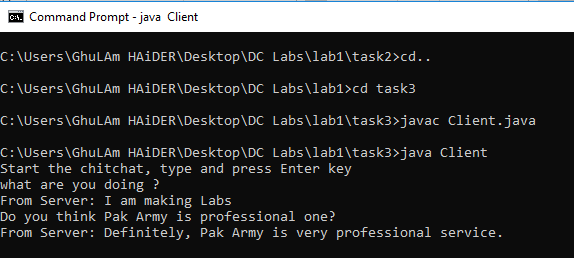 Command Prompt - java  Client
C:\Users\GhuLAm HAiDER\Desktop\DC Labs\lab1\task2>cd..
C:\Users\GhuLAm HAiDER\Desktop\DC Labs\lab1>cd task3
C:\Users\GhuLAm HAiDER\Desktop\DC Labs\lab1\task3>javac Client.java
C:\Users\GhuLAm HAiDER\Desktop\DC Labs\lab1\task3>java Client
Start the chitchat, type and press Enter key
what are you doing ?
From Server: I am making Labs
Do you think Pak Army is professional one?
From Server: Definitely, Pak Army is very professional service.